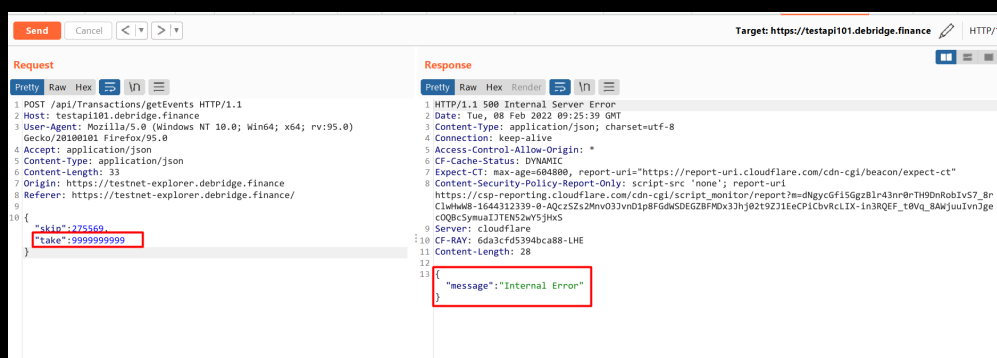 Send Cancel < > Target: https://testapi101.debridge.finance HTTP/1
Request
Pretty Raw Hex \n
1 POST /api/Transactions/getEvents HTTP/1.1
2 Host: testapi101.debridge.finance
3 User-Agent: Mozilla/5.0 (Windows NT 10.0; Win64; x64; rv:95.0)
Gecko/20100101 Firefox/95.0
4 Accept: application/json
5 Content-Type: application/json
6 Content-Length: 33
7 Origin: https://testnet-explorer.debridge.finance
8 Referer: https://testnet-explorer.debridge.finance/
9
10 {
"skip":275569,
"take":9999999999
}
Response
Pretty Raw Hex Render \n
1 HTTP/1.1 500 Internal Server Error
2 Date: Tue, 08 Feb 2022 09:25:39 GMT
3 Content-Type: application/json; charset=utf-8
4 Connection: keep-alive
5 Access-Control-Allow-Origin: *
6 CF-Cache-Status: DYNAMIC
7 Expect-CT: max-age=604800, report-uri="https://report-uri.cloudflare.com/cdn-cgi/beacon/expect-ct"
8 Content-Security-Policy-Report-Only: script-src 'none'; report-uri
https://csp-reporting.cloudflare.com/cdn-cgi/script_monitor/report?m=dNgycGfi5GgzBlr43nr0rTH9DnRobIvS7_8r
ClwHwW8-1644312339-0-AQczSZs2MnvO3JvnD1p8FGdWSDEGZBFMDx3Jhj02t9ZJ1EeCPiCbvRcLIX-in3RQEF_t0Vq_8AWjuuIvnJge
cOQBcSymuaIJTEN52wY5jHxS
9 Server: cloudflare
10 CF-RAY: 6da3cfd5394bca88-LHE
11 Content-Length: 28
12
13 {
"message":"Internal Error"
}